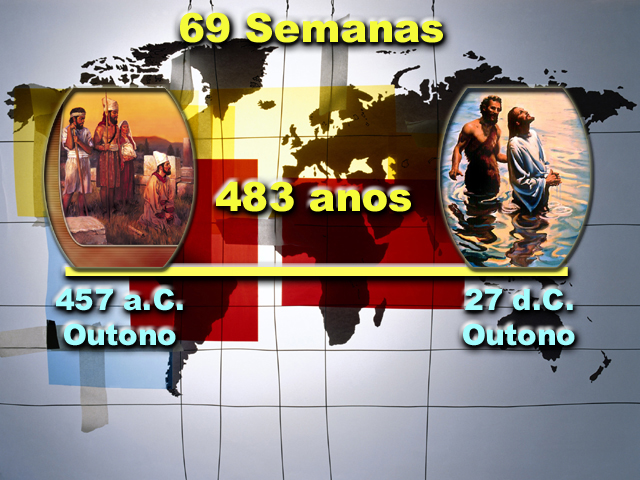 69 Semanas
483 anos
457 a.C.
Outono
27 d.C.
Outono